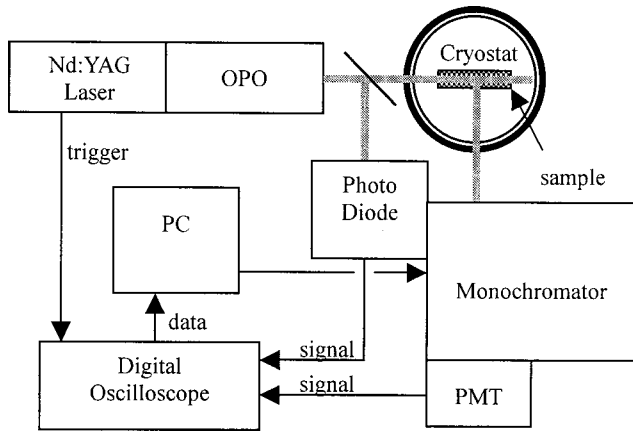 Nd:YAG
Laser
OPO
Cryostat
trigger
sample
Photo
Diode
PC
Monochromator
data
signal
Digital
Oscilloscope
signal
PMT